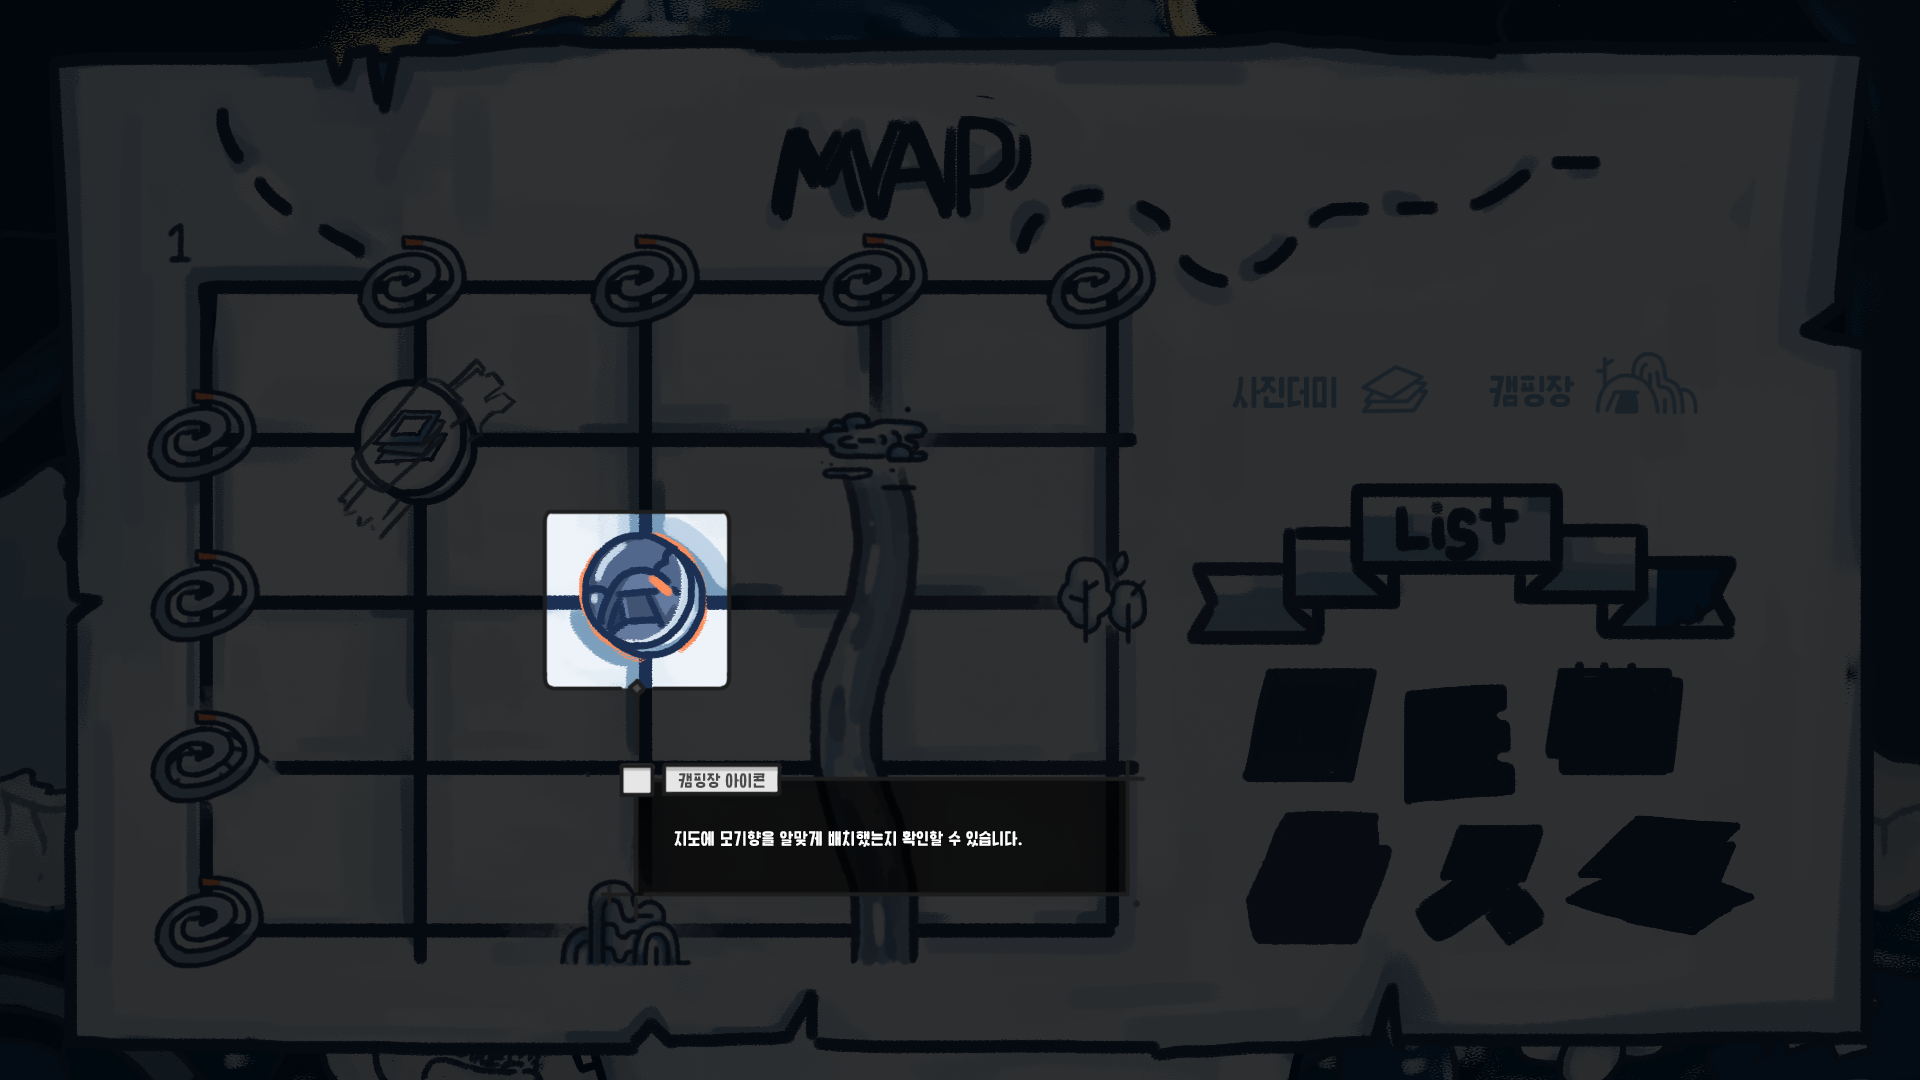 MAP
1
사진더미
캠핑장
List
캠핑장 아이콘
지도에 모기향을 알맞게 배치했는지 확인할 수 있습니다.